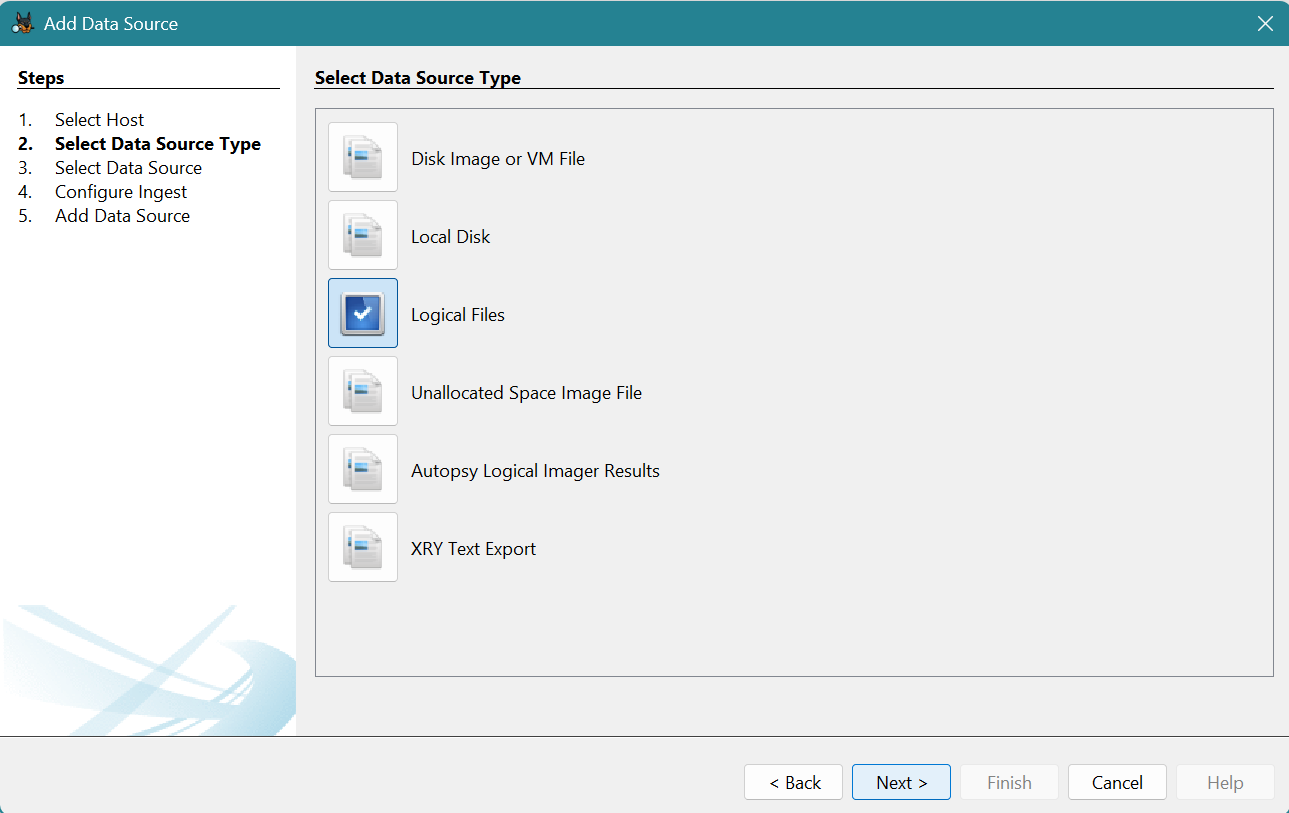 Add Data Source
Steps
1. Select Host
2. Select Data Source Type
3. Select Data Source
4. Configure Ingest
5. Add Data Source
Select Data Source Type
Disk Image or VM File
Local Disk
Logical Files
Unallocated Space Image File
Autopsy Logical Imager Results
XRY Text Export
< Back
Next >
Finish
Cancel
Help